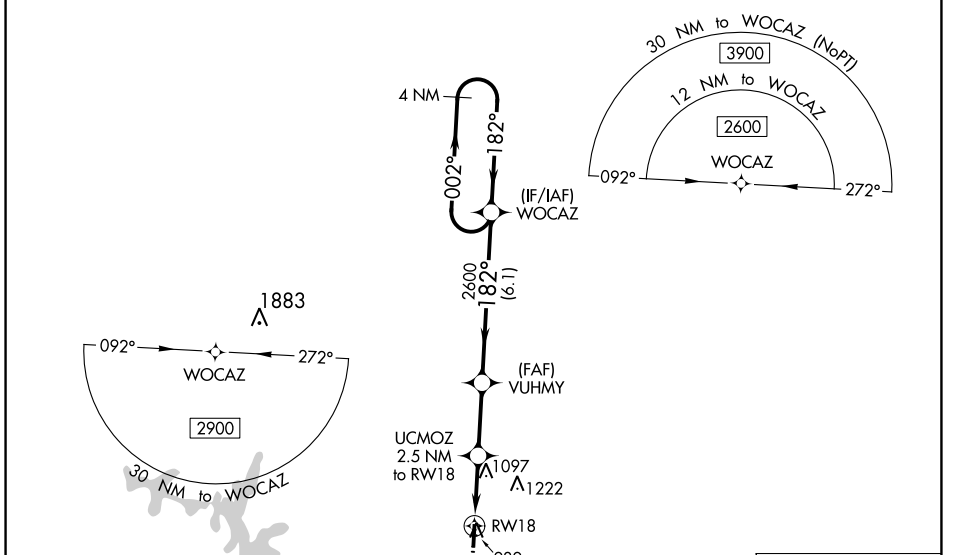 30 NM to WOCAZ (NoPT)
3900
12 NM to WOCAZ
2600
WOCAZ
092°
272°
4 NM
182°
002°
(IF/IAF)
WOCAZ
2600
182°
(6.1)
1883
092°
272°
WOCAZ
2900
30 NM to WOCAZ
(FAF)
VUHMY
UCMOZ
2.5 NM
to RW18
1097
1222
RW18